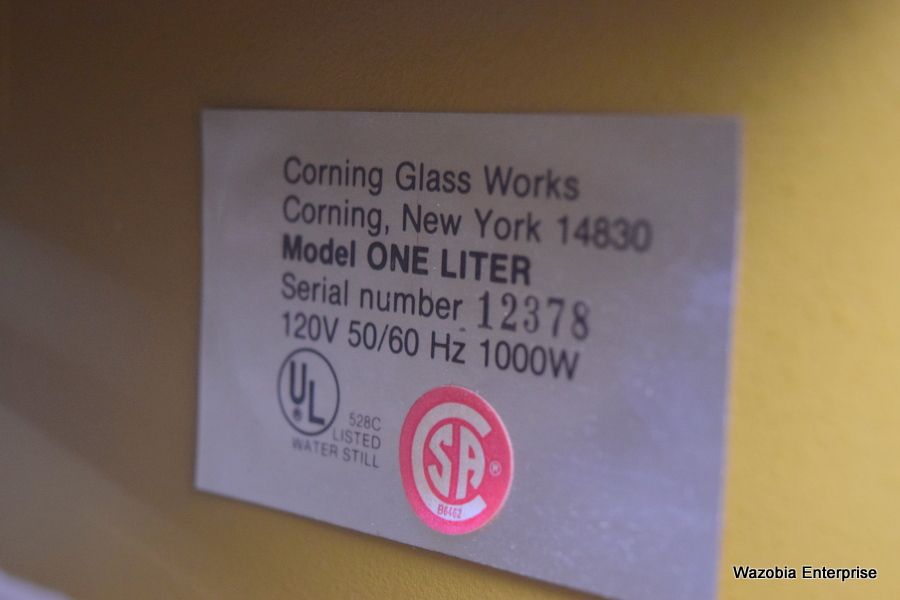 Corning Glass Works
Corning, New York 14830
Model ONE LITER
Serial number 12378
120V 50/60 Hz 1000W
UL ®
528C
LISTED
WATER STILL
CSA ®
B6462
Wazobia Enterprise